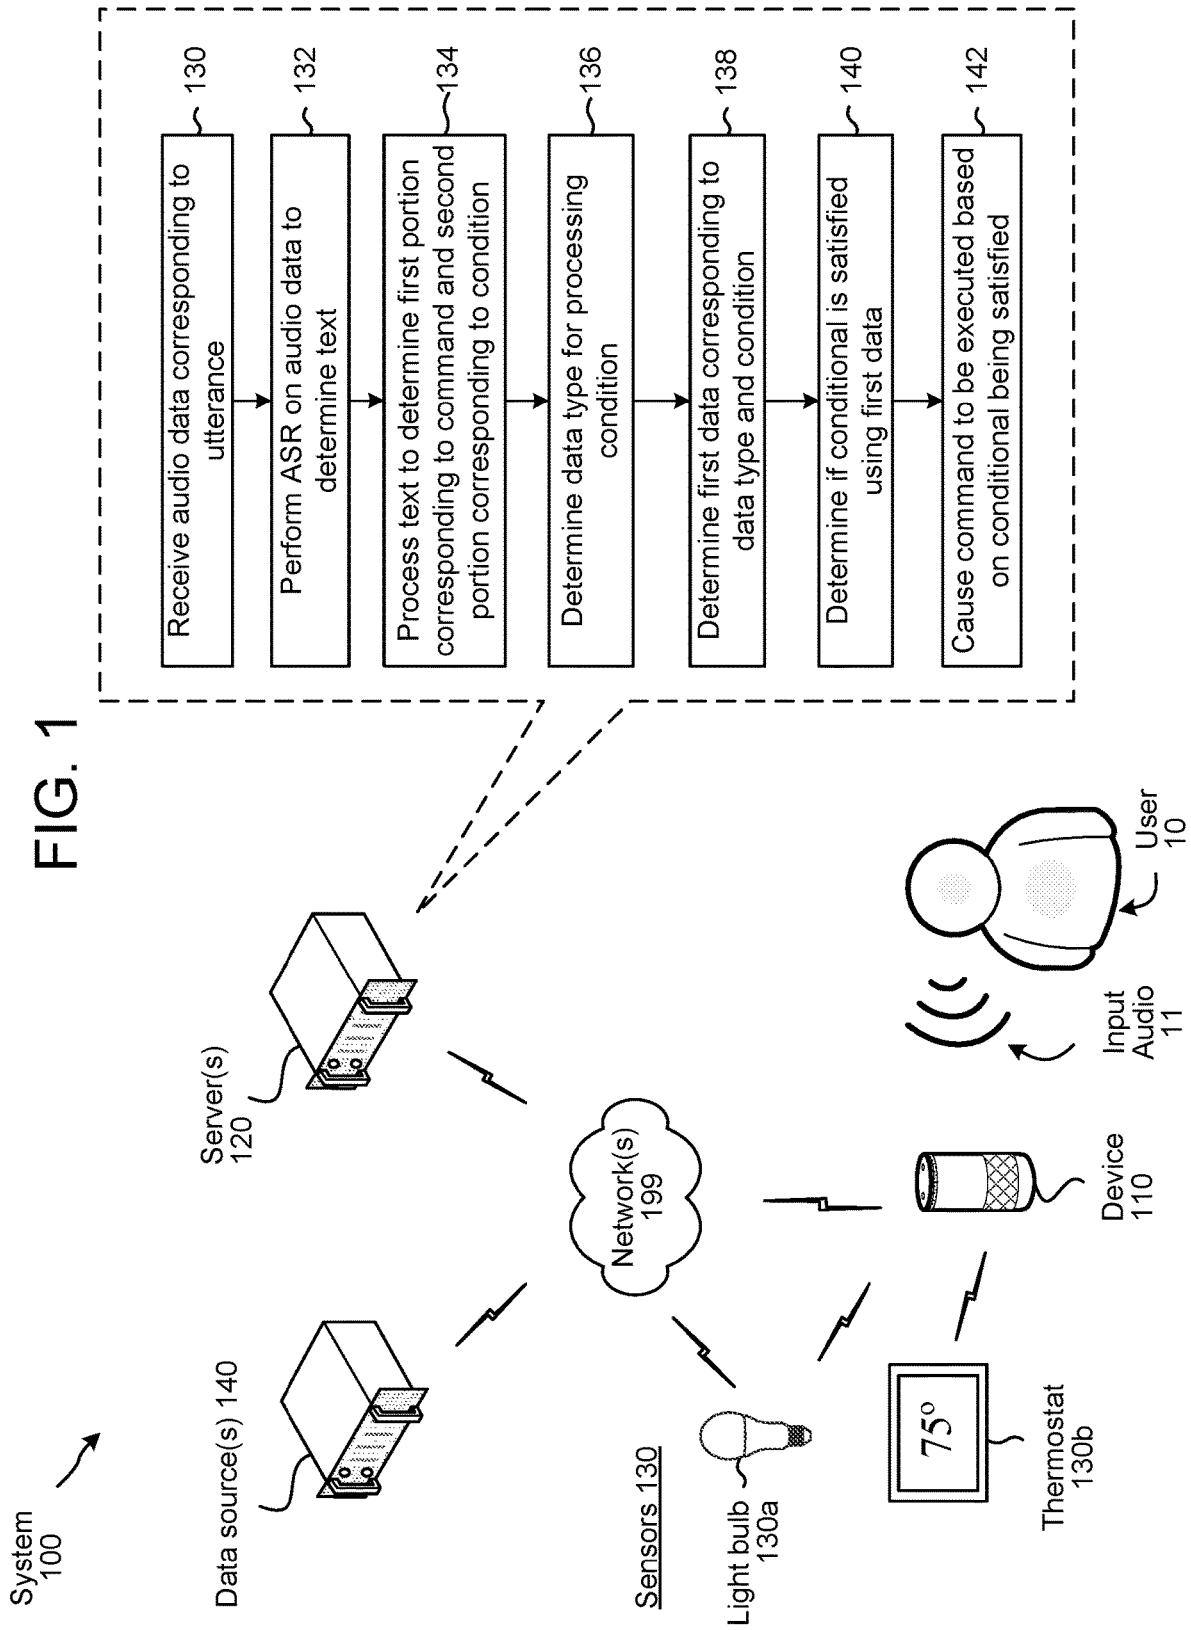 FIG. 1
System
100
Data source(s) 140
Server(s)
120
Network(s)
199
Sensors 130
Light bulb
130a
75°
Thermostat
130b
Device
110
Input
Audio
11
User
10
Receive audio data corresponding to
utterance
130
Perform ASR on audio data to
determine text
132
Process text to determine first portion
corresponding to command and second
portion corresponding to condition
134
Determine data type for processing
condition
136
Determine first data corresponding to
data type and condition
138
Determine if conditional is satisfied
using first data
140
Cause command to be executed based
on conditional being satisfied
142